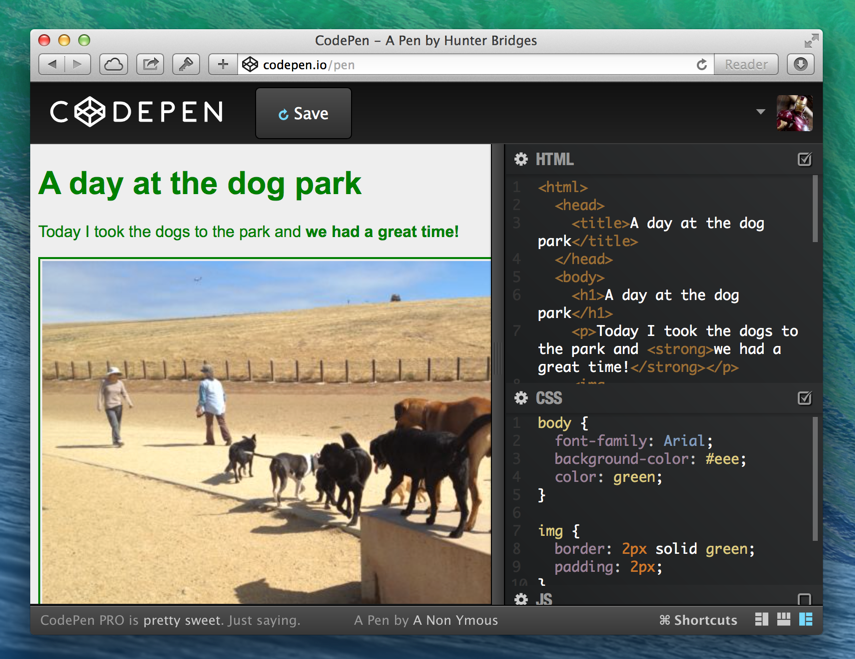 CodePen – A Pen by Hunter Bridges
codepen.io/pen
Reader
CODEPEN
Save
A day at the dog park
Today I took the dogs to the park and we had a great time!
HTML
1 <html>
2 <head>
3 <title>A day at the dog
park</title>
4 </head>
5 <body>
6 <h1>A day at the dog
park</h1>
7 <p>Today I took the dogs to
the park and <strong>we had a
great time!</strong></p>
8 <img
CSS
1 body {
2 font-family: Arial;
3 background-color: #eee;
4 color: green;
5 }
6
7 img {
8 border: 2px solid green;
9 padding: 2px;
10 }
JS
CodePen PRO is pretty sweet. Just saying.
A Pen by A Non Ymous
⌘ Shortcuts